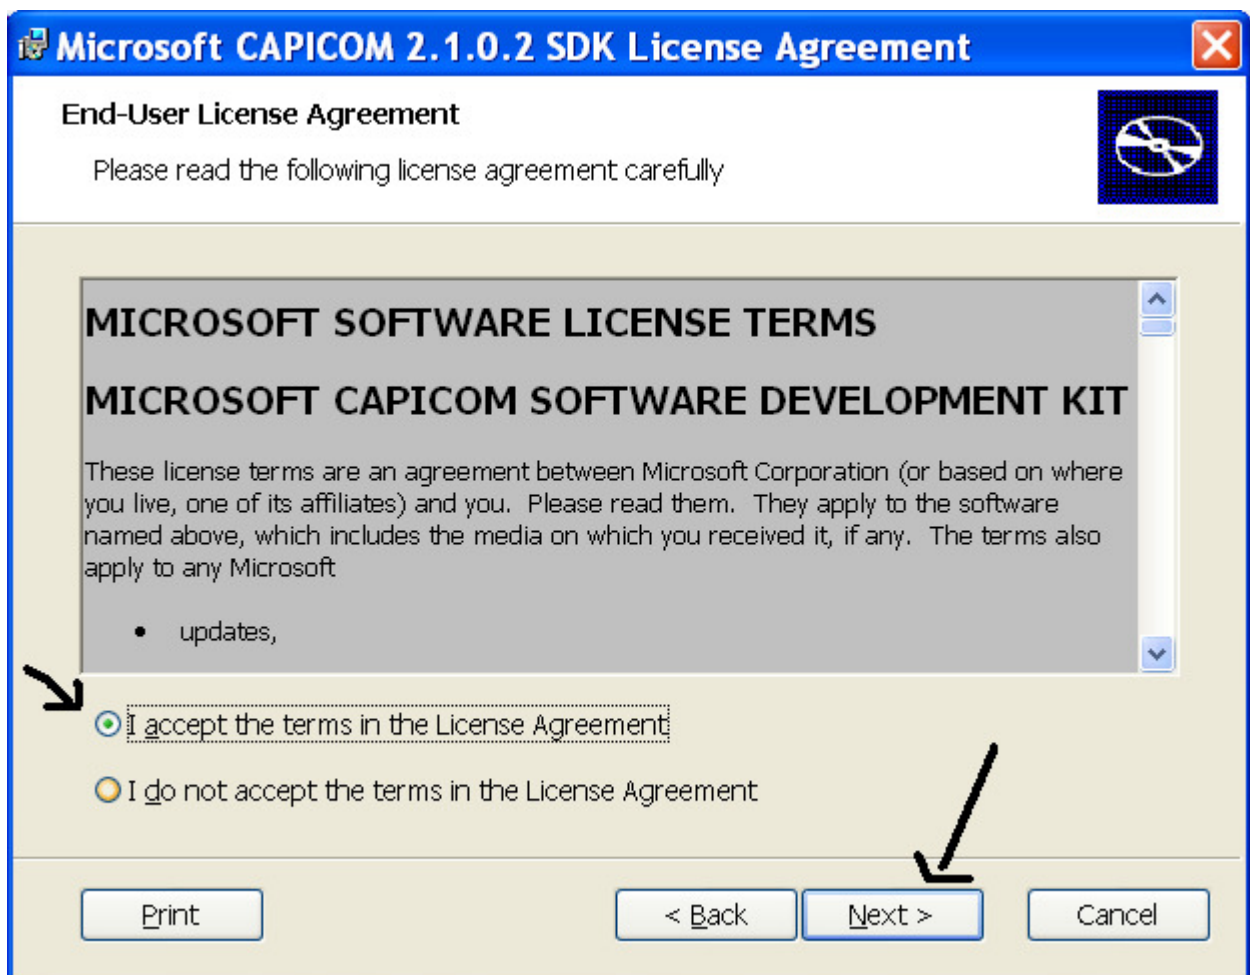 Microsoft CAPICOM 2.1.0.2 SDK License Agreement
End-User License Agreement
Please read the following license agreement carefully
MICROSOFT SOFTWARE LICENSE TERMS
MICROSOFT CAPICOM SOFTWARE DEVELOPMENT KIT
These license terms are an agreement between Microsoft Corporation (or based on where
you live, one of its affiliates) and you.  Please read them.  They apply to the software
named above, which includes the media on which you received it, if any.  The terms also
apply to any Microsoft
• updates,
I accept the terms in the License Agreement
I do not accept the terms in the License Agreement
Print
< Back
Next >
Cancel